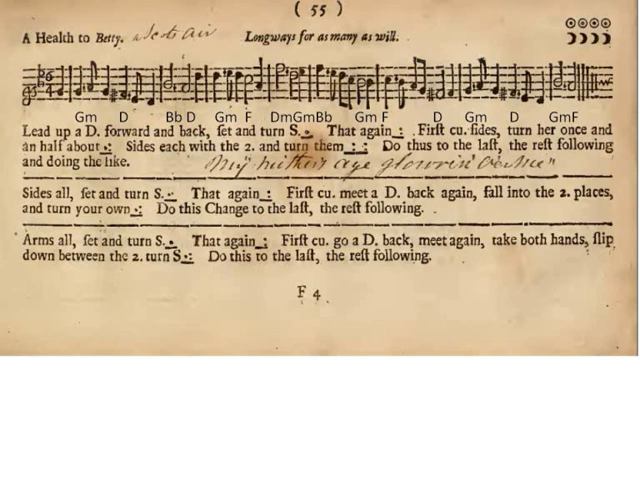 ( 55 )
A Health to Betty. a Scots Air Longways for as many as will.
Gm D Bb D Gm F DmGmBb Gm F D Gm D GmF
Lead up a D. forward and back, ſet and turn S. That again : Firſt cu. ſides, turn her once and
an half about Sides each with the 2. and turn them Do thus to the laſt, the reſt following
and doing the like. My mither's aye glowrin' o'er me"
Sides all, ſet and turn S. That again : Firſt cu. meet a D. back again, fall into the 2. places,
and turn your own Do this Change to the laſt, the reſt following.
Arms all, ſet and turn S. That again : Firſt cu. go a D. back, meet again, take both hands, ſlip
down between the 2. turn S. Do this to the laſt, the reſt following.
F 4